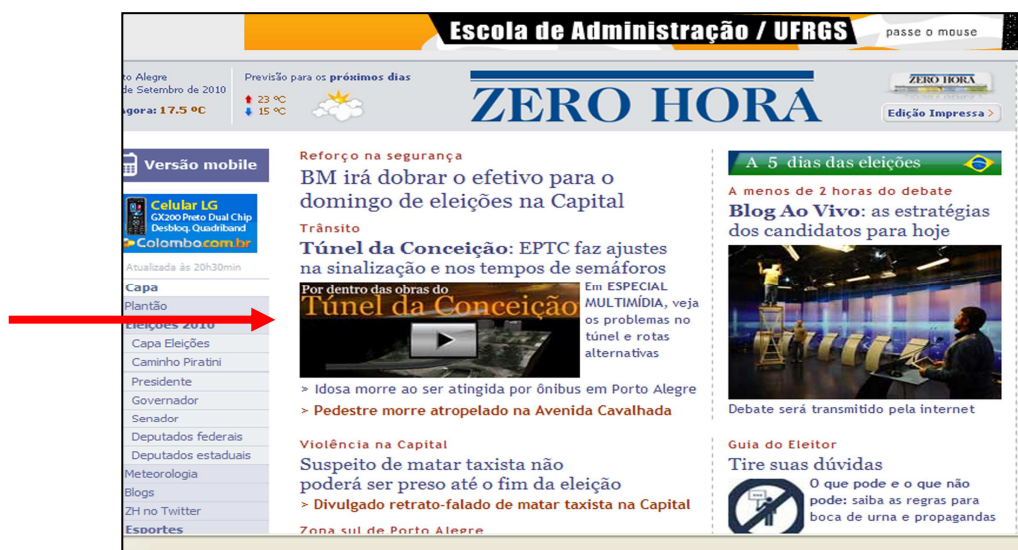 Escola de Administração / UFRGS
passe o mouse
to Alegre
de Setembro de 2010
Agora: 17.5 ºC
Previsão para os próximos dias
23 ºC
15 ºC
ZERO HORA
ZERO HORA
Edição Impressa >
Versão mobile
Celular LG
GX200 Preto Dual Chip
Desbloq. Quadriband
Colombo.com.br
Atualizada às 20h30min
Capa
Plantão
Eleições 2010
Capa Eleições
Caminho Piratini
Presidente
Governador
Senador
Deputados federais
Deputados estaduais
Meteorologia
Blogs
ZH no Twitter
Esportes
Reforço na segurança
BM irá dobrar o efetivo para o
domingo de eleições na Capital
Trânsito
Túnel da Conceição: EPTC faz ajustes
na sinalização e nos tempos de semáforos
Por dentro das obras do
Túnel da Conceição
Em ESPECIAL
MULTIMÍDIA, veja
os problemas no
túnel e rotas
alternativas
> Idosa morre ao ser atingida por ônibus em Porto Alegre
> Pedestre morre atropelado na Avenida Cavalhada
Violência na Capital
Suspeito de matar taxista não
poderá ser preso até o fim da eleição
> Divulgado retrato-falado de matar taxista na Capital
Zona sul de Porto Alegre
A 5 dias das eleições
A menos de 2 horas do debate
Blog Ao Vivo: as estratégias
dos candidatos para hoje
Debate será transmitido pela internet
Guia do Eleitor
Tire suas dúvidas
O que pode e o que não
pode: saiba as regras para
boca de urna e propagandas